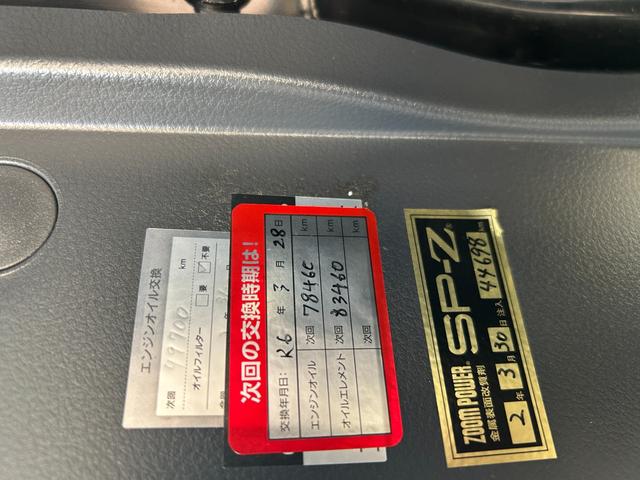 エンジンオイル交換
次回 km
オイルフィルター 要 不要
次回の交換時期は!
交換年月日: R6 年 3 月 28 日
エンジンオイル 次回 78460 km
オイルエレメント 次回 83460 km
次回 km
ZOOM POWER SP-Z
金属表面改質剤
2年 3月 30日 注入 44698 km